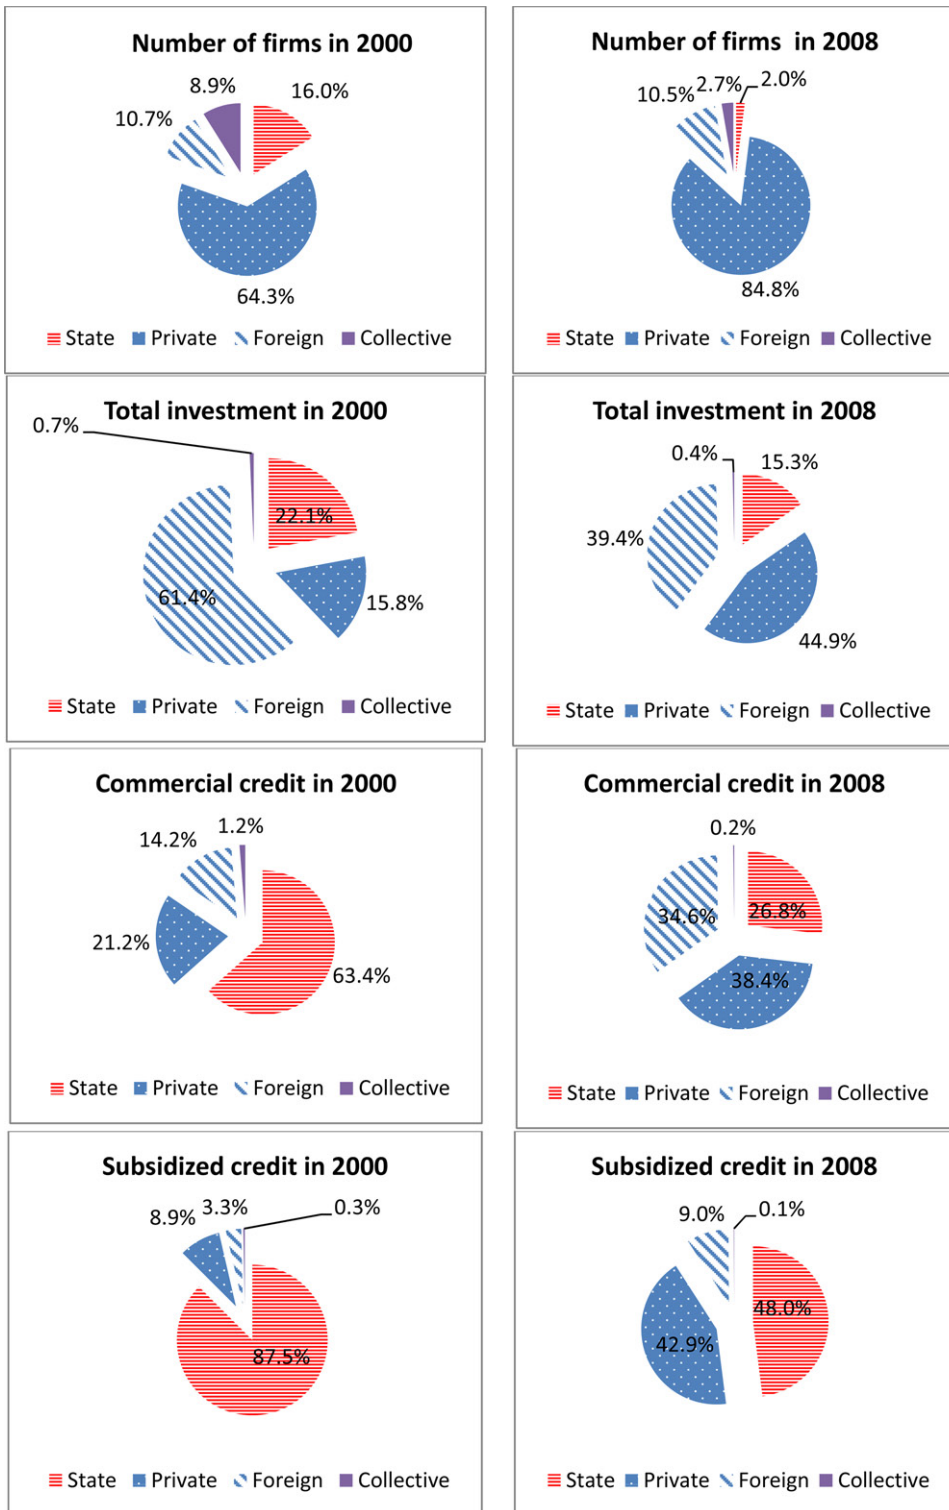 Number of firms in 2000
8.9%
16.0%
10.7%
64.3%
State Private Foreign Collective
Number of firms in 2008
10.5%
2.7%
2.0%
84.8%
State Private Foreign Collective
Total investment in 2000
0.7%
22.1%
61.4%
15.8%
State Private Foreign Collective
Total investment in 2008
0.4%
15.3%
39.4%
44.9%
State Private Foreign Collective
Commercial credit in 2000
14.2%
1.2%
21.2%
63.4%
State Private Foreign Collective
Commercial credit in 2008
0.2%
34.6%
26.8%
38.4%
State Private Foreign Collective
Subsidized credit in 2000
8.9%
3.3%
0.3%
87.5%
State Private Foreign Collective
Subsidized credit in 2008
9.0%
0.1%
48.0%
42.9%
State Private Foreign Collective